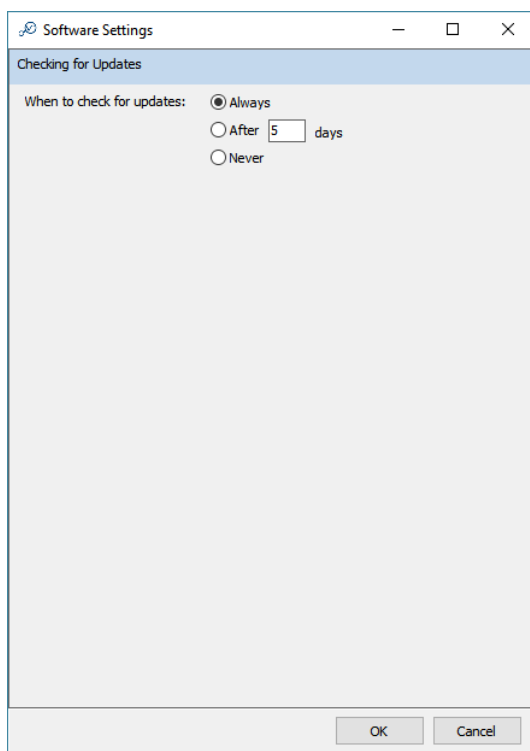 Software Settings
Checking for Updates
When to check for updates: Always
After 5 days
Never
OK Cancel